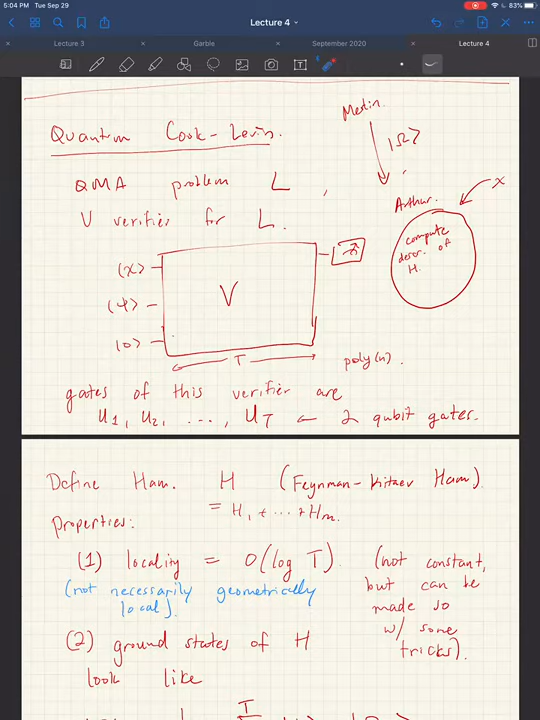 5:04 PM Tue Sep 29
83%
Lecture 4
Lecture 3
Garble
September 2020
Lecture 4
Quantum Cook-Levin.
Merlin
|Ω⟩
QMA problem L ,
Arthur.
x
V verifier for L.
compute
descr. of
H.
|x⟩
|ψ⟩
|0⟩
V
T
poly(n).
gates of this verifier are
U1, U2, ..., UT ← 2 qubit gates.
Define Ham. H (Feynman-Kitaev Ham).
= H1 + ... + Hm.
Properties:
(1) locality = O(log T).
(not constant,
but can be
made so
w/ some
tricks).
(not necessarily geometrically
local).
(2) ground states of H
look like
T